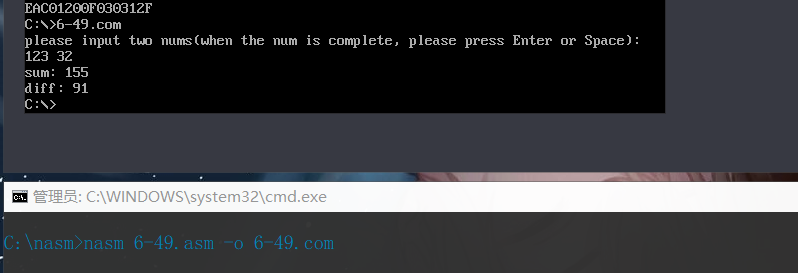 EAC01200F030312F
C:\>6-49.com
please input two nums(when the num is complete, please press Enter or Space):
123 32
sum: 155
diff: 91
C:\>
管理员: C:\WINDOWS\system32\cmd.exe
C:\nasm>nasm 6-49.asm -o 6-49.com